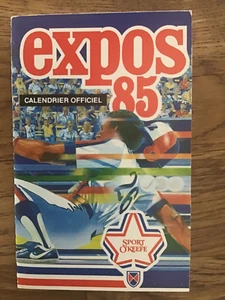 expos
CALENDRIER OFFICIEL
85
SPORT
O'KEEFE